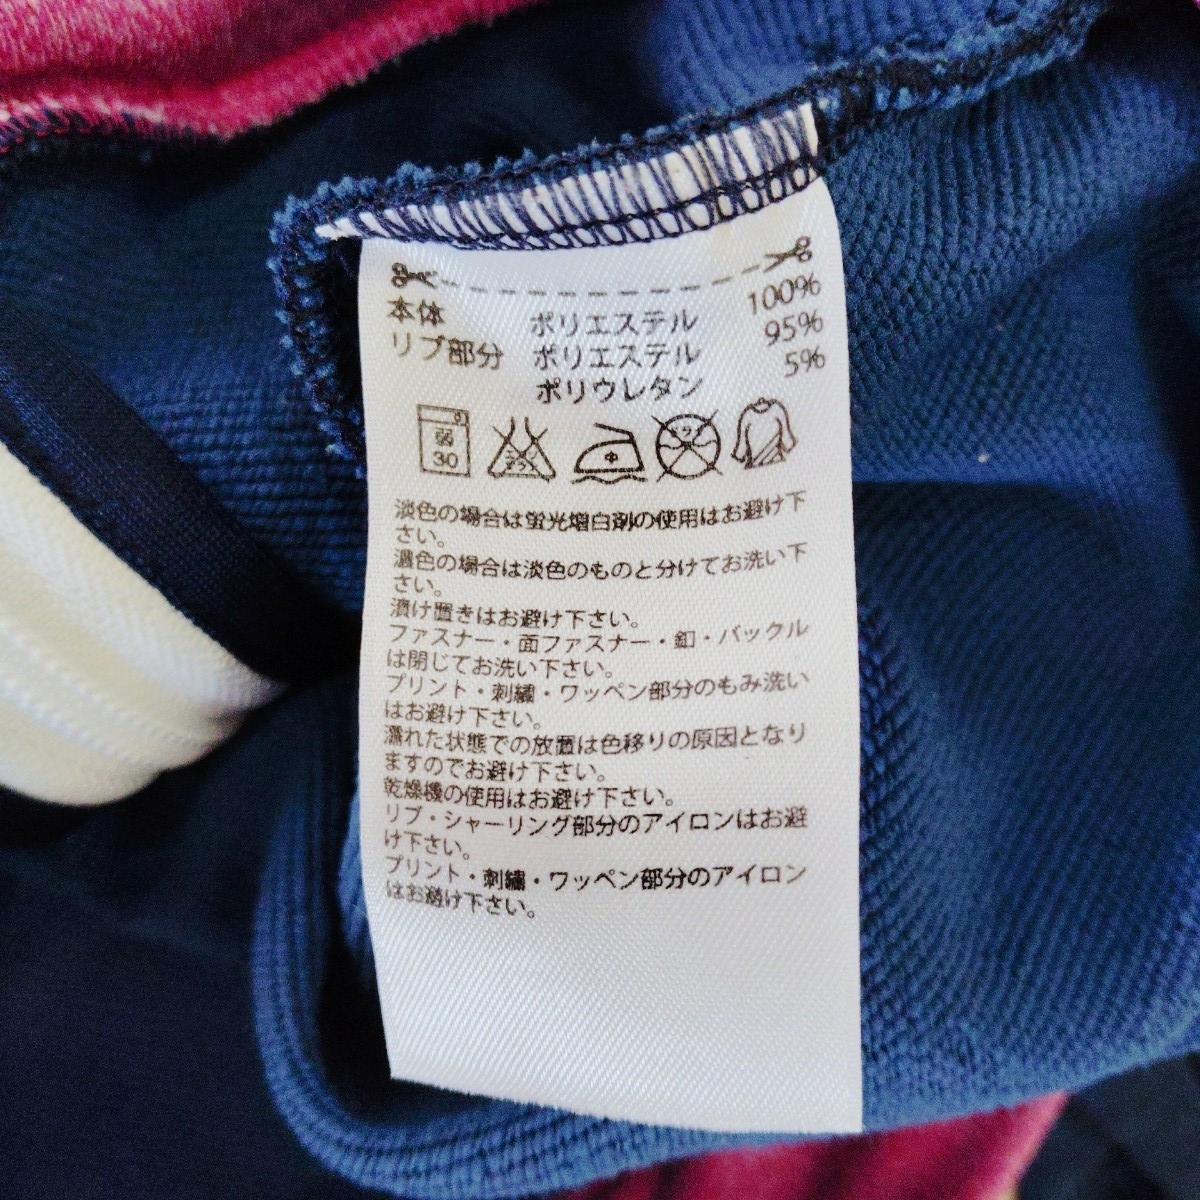 本体 ポリエステル 100%
リブ部分 ポリエステル 95%
ポリウレタン 5%
弱 30 エンソサラシ ドライ
淡色の場合は蛍光増白剤の使用はお避け下
さい。
濃色の場合は淡色のものと分けてお洗い下
さい。
漬け置きはお避け下さい。
ファスナー・面ファスナー・釦・バックル
は閉じてお洗い下さい。
プリント・刺繍・ワッペン部分のもみ洗い
はお避け下さい。
濡れた状態での放置は色移りの原因となり
ますのでお避け下さい。
乾燥機の使用はお避け下さい。
リブ・シャーリング部分のアイロンはお避
け下さい。
プリント・刺繍・ワッペン部分のアイロン
はお避け下さい。